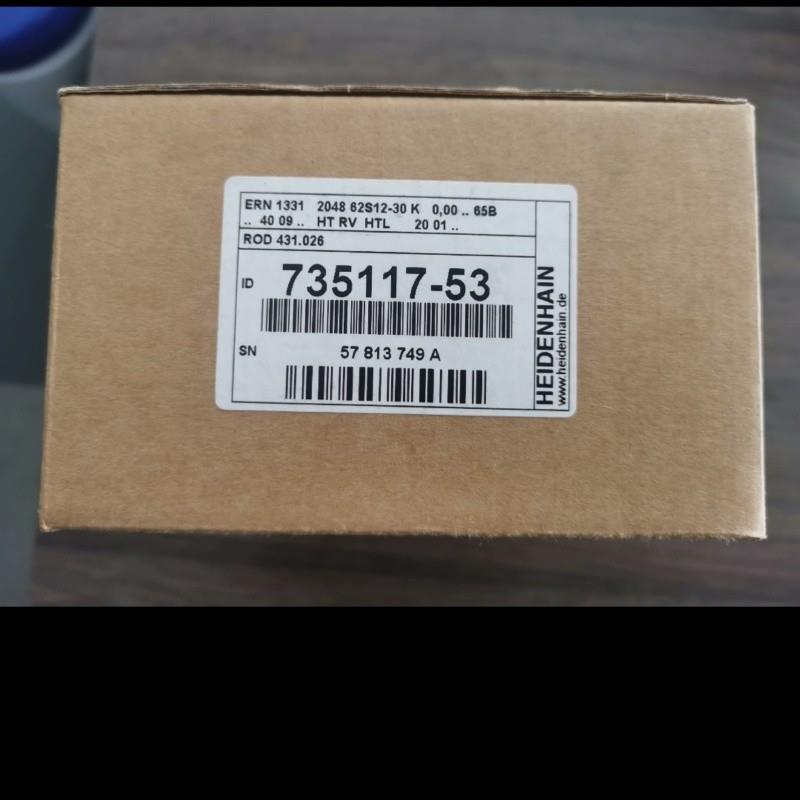 ERN 1331 2048 62S12-30 K 0,00 .. 65B
.. 40 09 .. HT RV HTL 20 01 ..
ROD 431.026
ID 735117-53
SN 57 813 749 A
HEIDENHAIN
www.heidenhain.de